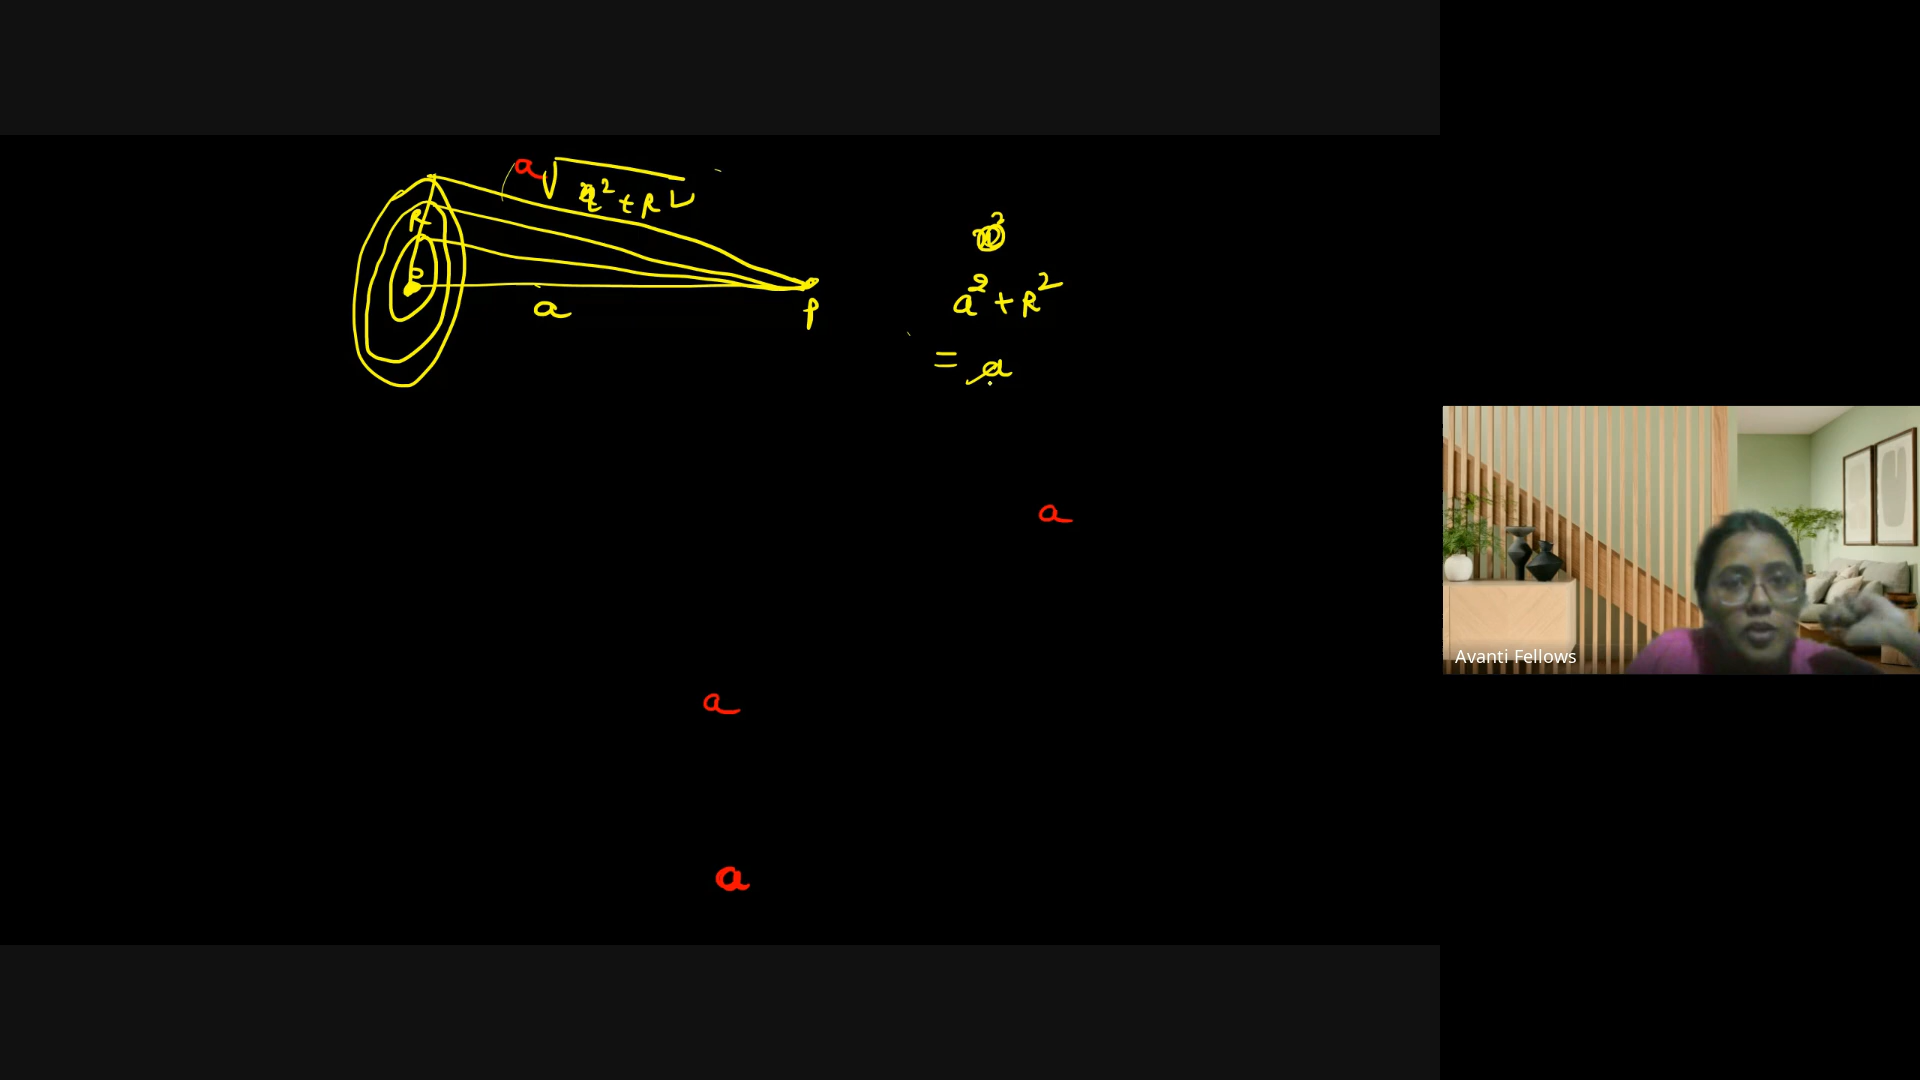 a√a²+R²
R
O
a
P
a²+R²
= a
a
a
a
Avanti Fellows